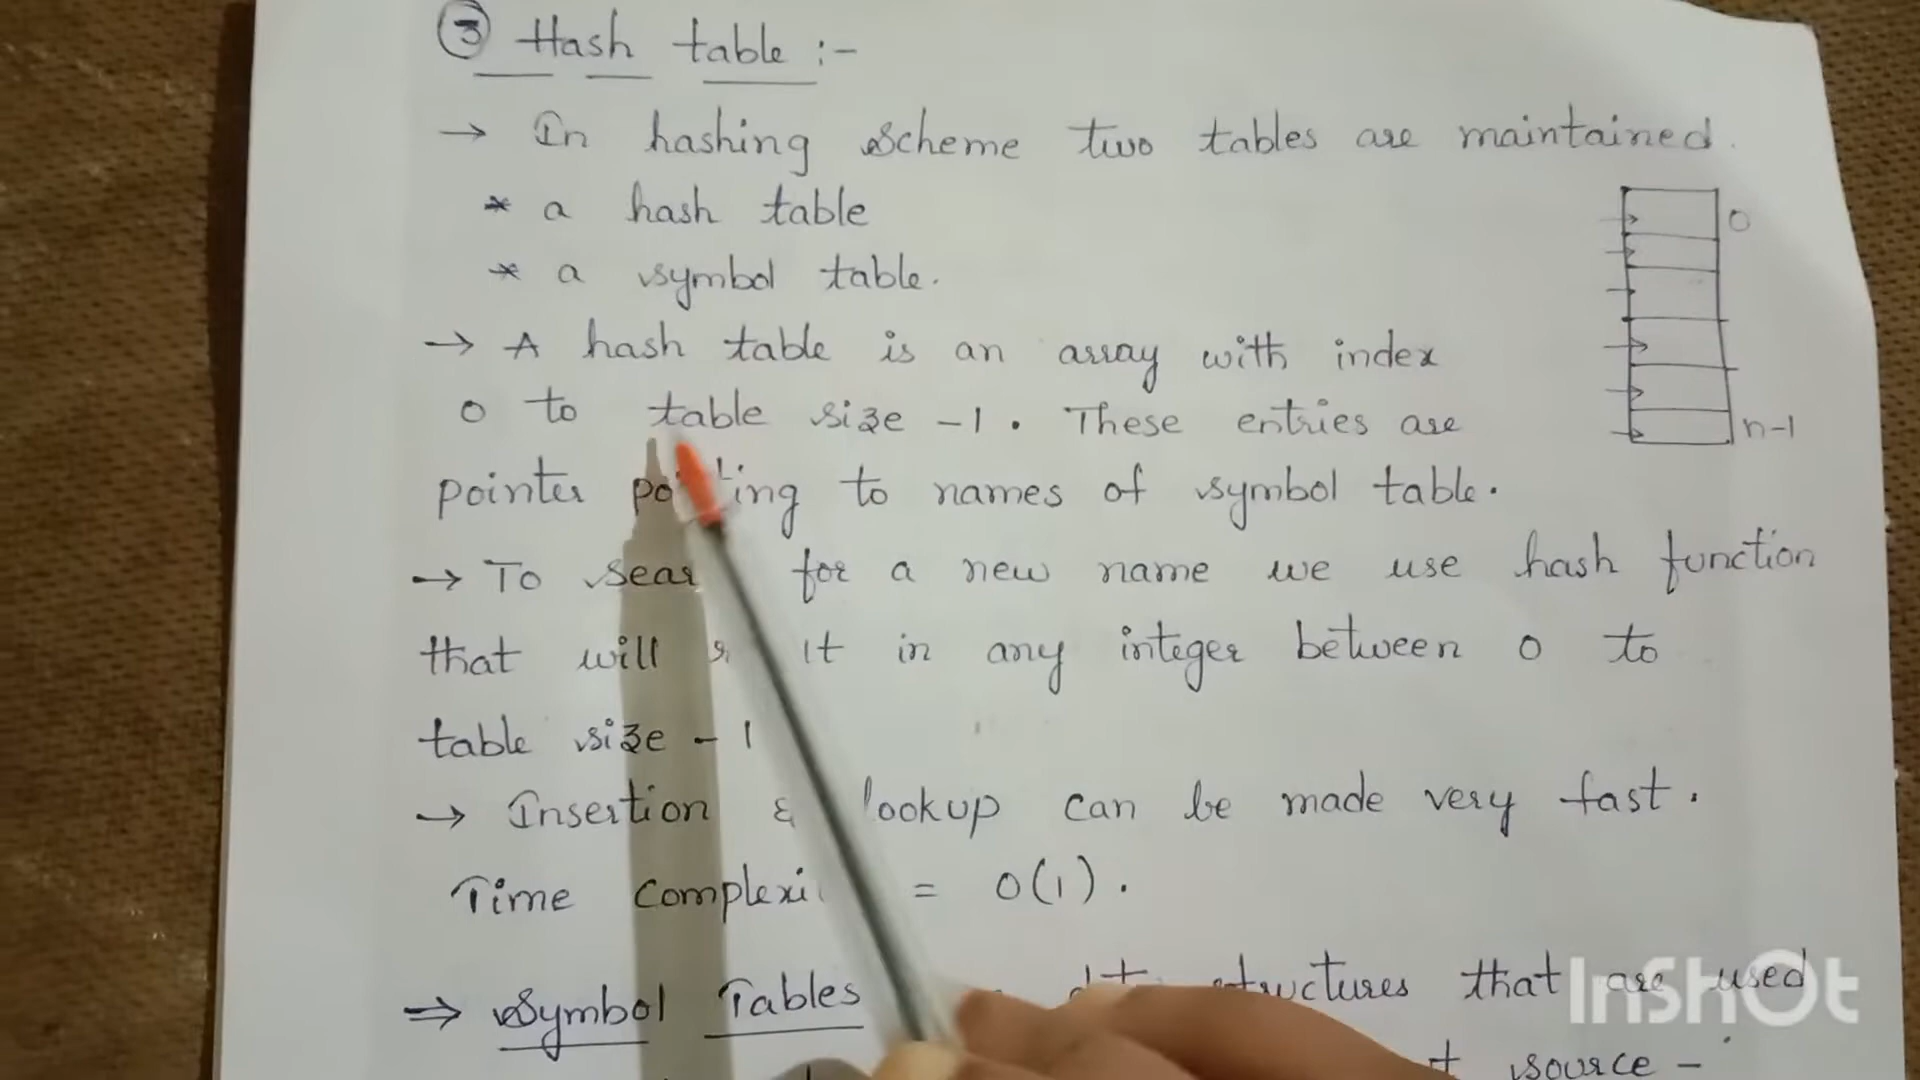 ③ Hash table :-
→ In hashing scheme two tables are maintained.
* a hash table
* a symbol table.
0
→ A hash table is an array with index
0 to table size -1. These entries are
n-1
pointer pointing to names of symbol table.
→ To for a new name we use hash function
that will in any integer between 0 to
table size - 1
→ Insertion & lookup can be made very fast.
Time = O(1).
⇒ Symbol Tables structures that are used
source -
InShOt